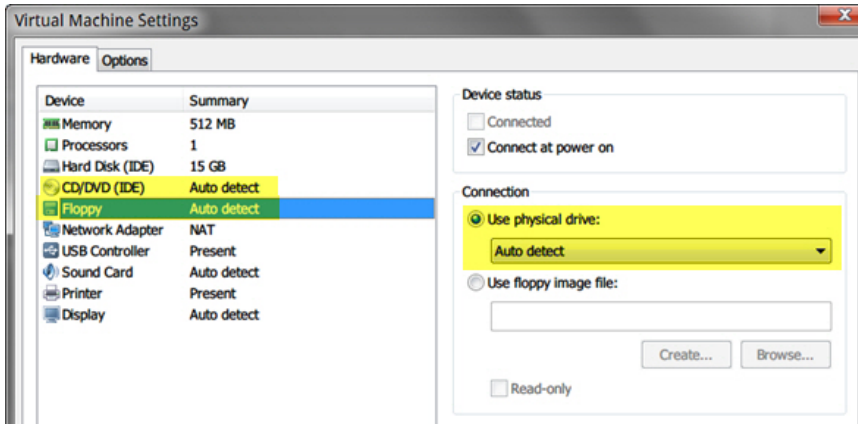 Virtual Machine Settings
Hardware Options
Device Summary
Memory 512 MB
Processors 1
Hard Disk (IDE) 15 GB
CD/DVD (IDE) Auto detect
Floppy Auto detect
Network Adapter NAT
USB Controller Present
Sound Card Auto detect
Printer Present
Display Auto detect
Device status
Connected
Connect at power on
Connection
Use physical drive:
Auto detect
Use floppy image file:
Create... Browse...
Read-only